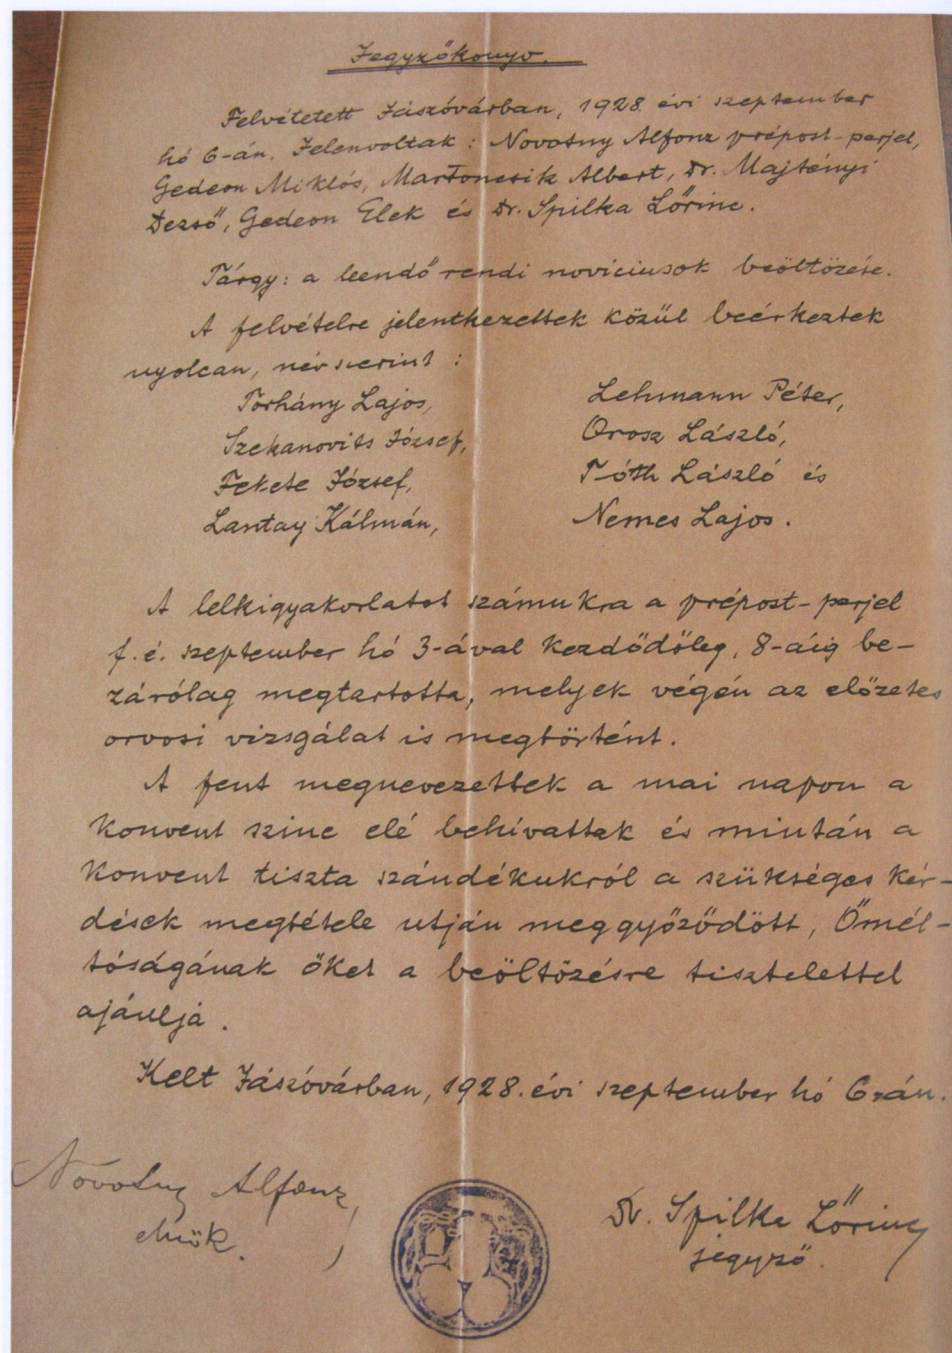 Jegyzőkönyv.
Felvétetett Jászóvárban, 1928. évi szeptember
hó 6-án. Jelenvoltak: Novotny Alfonz prépost-perjel,
Gedeon Miklós, Martoncsik Albert, Dr. Majtényi
Dezső, Gedeon Elek és Dr. Spilka Lőrinc.
Tárgy: a leendő rendi noviciusok beöltözése.
A felvételre jelentkezettek közül beérkeztek
nyolcan, névszerint:
Torhány Lajos,
Szekanovits József,
Fekete József,
Lantay Kálmán,
Lehmann Péter,
Orosz László,
Tóth László és
Nemes Lajos.
A lelkigyakorlatot számukra a prépost-perjel
f. é. szeptember hó 3-ával kezdődőleg, 8-áig be-
zárólag megtartotta, melyek végén az előzetes
orvosi vizsgálat is megtörtént.
A fent megnevezettek a mai napon a
konvent szine elé behívattak és miután a
konvent tiszta szándékukról a szükséges kér-
dések megtétele utján meggyőződött, Őmél-
tóságának őket a beöltözésre tisztelettel
ajánlja.
Kelt Jászóvárban, 1928. évi szeptember hó 6-án.
Novotny Alfonz,
elnök.
Dr. Spilka Lőrinc
jegyző.